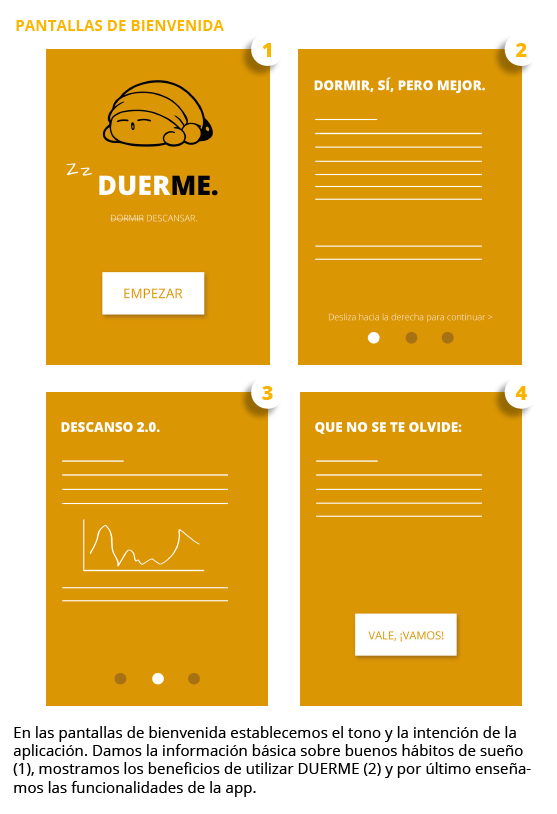 PANTALLAS DE BIENVENIDA
1
Zz
DUERME.
DORMIR DESCANSAR.
EMPEZAR
2
DORMIR, SÍ, PERO MEJOR.
Desliza hacia la derecha para continuar >
3
DESCANSO 2.0.
4
QUE NO SE TE OLVIDE:
VALE, ¡VAMOS!
En las pantallas de bienvenida establecemos el tono y la intención de la
aplicación. Damos la información básica sobre buenos hábitos de sueño
(1), mostramos los beneficios de utilizar DUERME (2) y por último enseña-
mos las funcionalidades de la app.